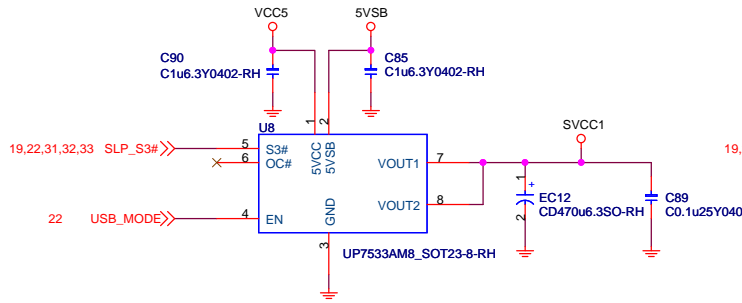 VCC5
5VSB
C90
C1u6.3Y0402-RH
C85
C1u6.3Y0402-RH
1
2
U8
SVCC1
19,22,31,32,33 SLP_S3#
5
S3#
6
OC#
5VCC
5VSB
VOUT1
7
19,
22 USB_MODE
4
EN
GND
VOUT2
8
1
+
EC12
CD470u6.3SO-RH
2
C89
C0.1u25Y040
3
UP7533AM8_SOT23-8-RH